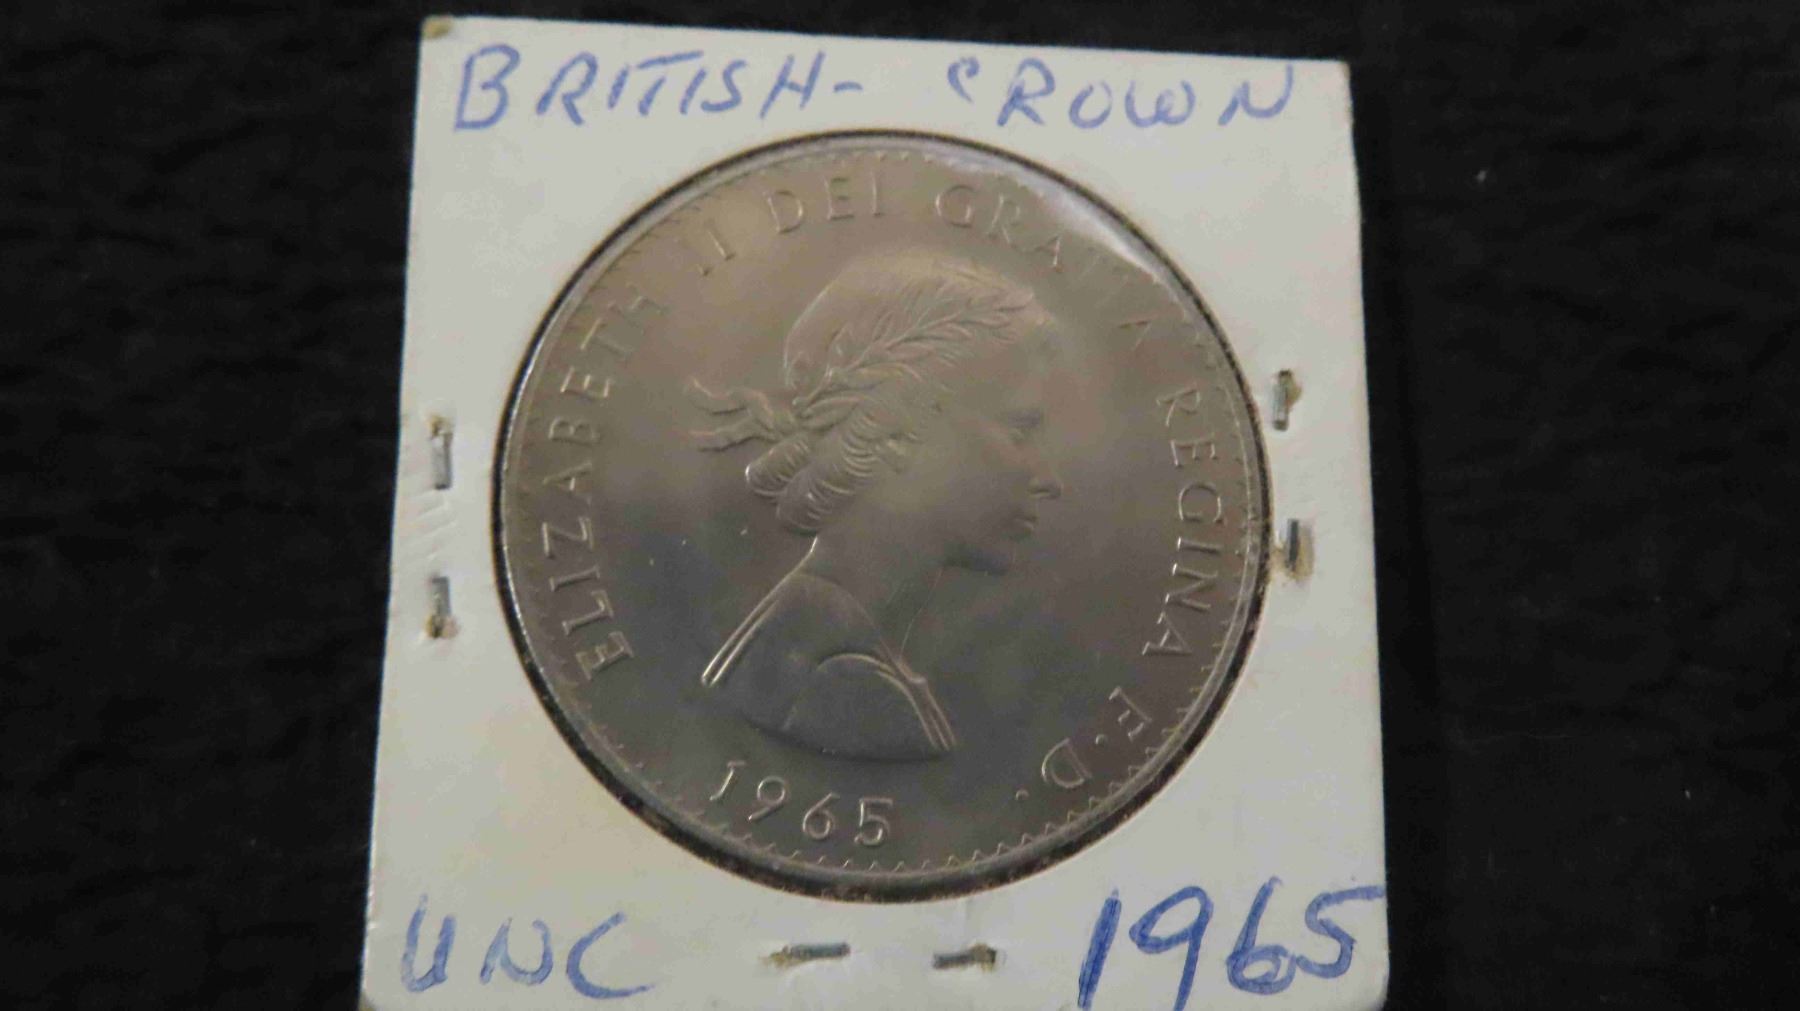 BRITISH- CROWN
ELIZABETH II DEI GRATIA REGINA F.D.
1965
UNC 1965